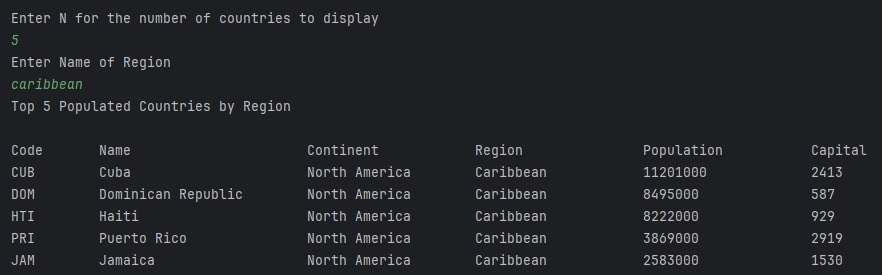 Enter N for the number of countries to display
5
Enter Name of Region
caribbean
Top 5 Populated Countries by Region
Code Name Continent Region Population Capital
CUB Cuba North America Caribbean 11201000 2413
DOM Dominican Republic North America Caribbean 8495000 587
HTI Haiti North America Caribbean 8222000 929
PRI Puerto Rico North America Caribbean 3869000 2919
JAM Jamaica North America Caribbean 2583000 1530